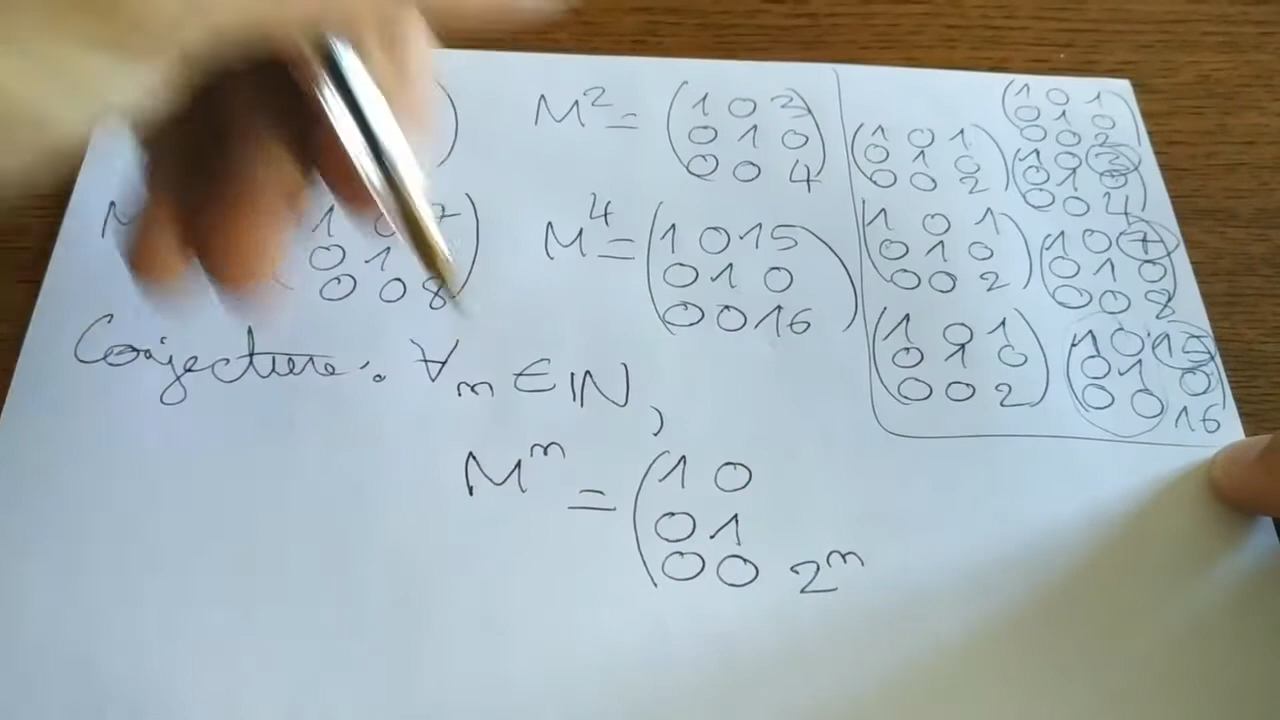 M² = (1 0 3
0 1 0
0 0 4)
M
1 0 7
0 1
0 0 8)
M⁴ = (1 0 15
0 1 0
0 0 16)
Conjecture : ∀n ∈ ℕ,
Mⁿ = (1 0
0 1
0 0 2ⁿ
(1 0 1
0 1 0
0 0 2)
(1 0 1
0 1 0
0 0 2)
(1 0 3
0 1 0
0 0 4)
(1 0 1
0 1 0
0 0 2)
(1 0 7
0 1 0
0 0 8)
(1 0 1
0 1 0
0 0 2)
(1 0 15
0 1 0
0 0 16